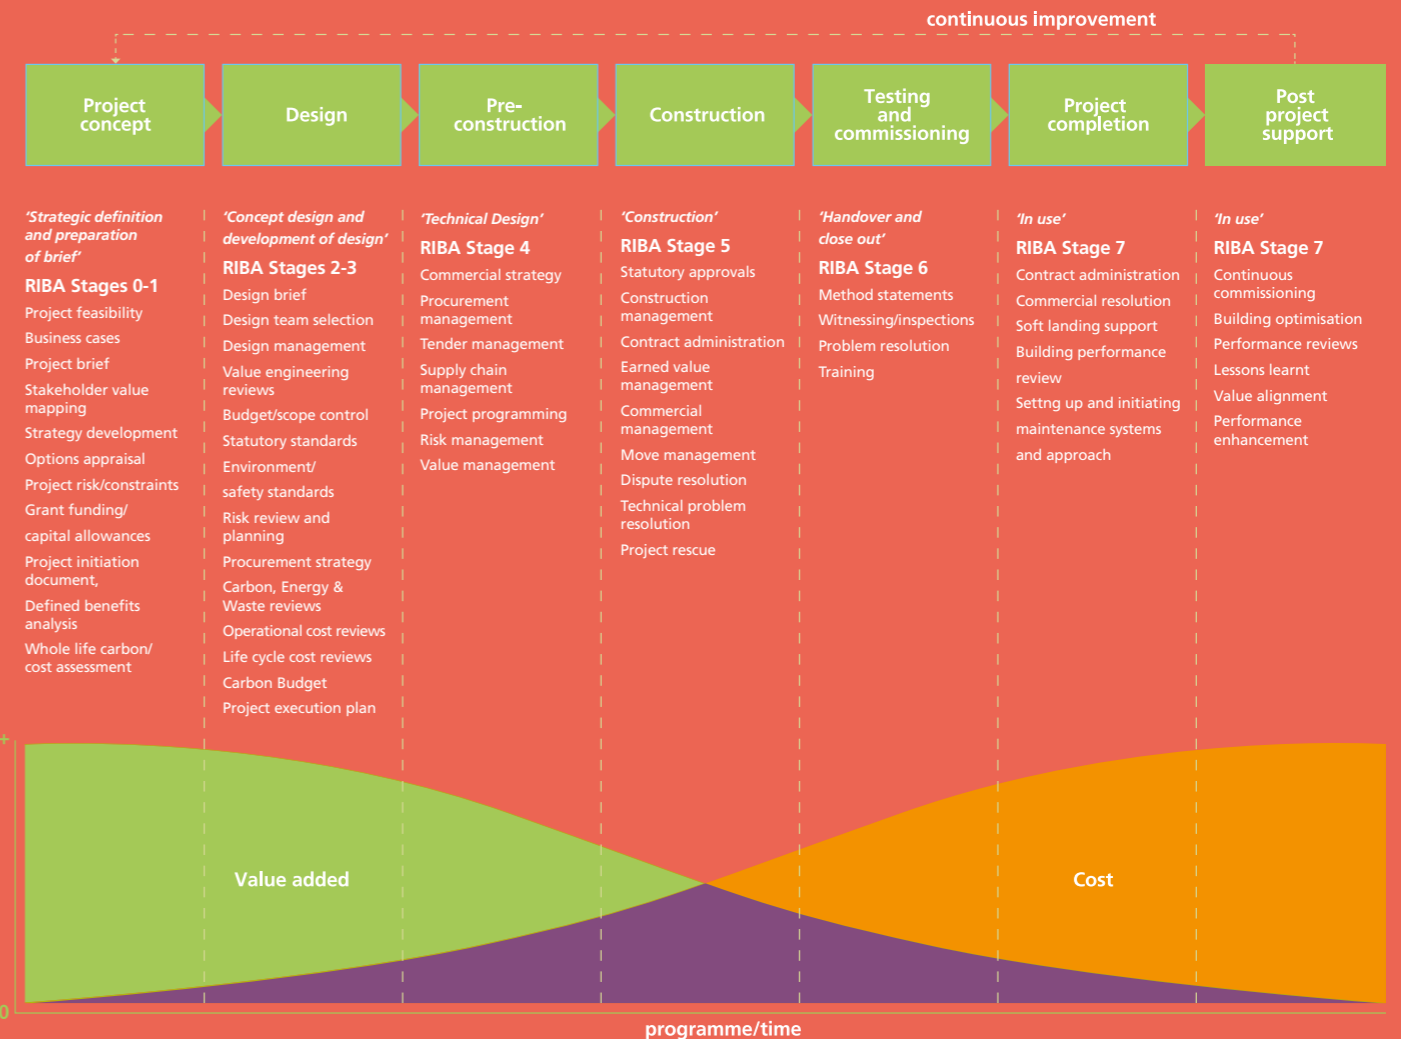 continuous improvement
Project
concept
Design
Pre-
construction
Construction
Testing
and
commissioning
Project
completion
Post
project
support
‘Strategic definition
and preparation
of brief’
RIBA Stages 0-1
Project feasibility
Business cases
Project brief
Stakeholder value
mapping
Strategy development
Options appraisal
Project risk/constraints
Grant funding/
capital allowances
Project initiation
document,
Defined benefits
analysis
Whole life carbon/
cost assessment
‘Concept design and
development of design’
RIBA Stages 2-3
Design brief
Design team selection
Design management
Value engineering
reviews
Budget/scope control
Statutory standards
Environment/
safety standards
Risk review and
planning
Procurement strategy
Carbon, Energy &
Waste reviews
Operational cost reviews
Life cycle cost reviews
Carbon Budget
Project execution plan
‘Technical Design’
RIBA Stage 4
Commercial strategy
Procurement
management
Tender management
Supply chain
management
Project programming
Risk management
Value management
‘Construction’
RIBA Stage 5
Statutory approvals
Construction
management
Contract administration
Earned value
management
Commercial
management
Move management
Dispute resolution
Technical problem
resolution
Project rescue
‘Handover and
close out’
RIBA Stage 6
Method statements
Witnessing/inspections
Problem resolution
Training
‘In use’
RIBA Stage 7
Contract administration
Commercial resolution
Soft landing support
Building performance
review
Settng up and initiating
maintenance systems
and approach
‘In use’
RIBA Stage 7
Continuous
commissioning
Building optimisation
Performance reviews
Lessons learnt
Value alignment
Performance
enhancement
+
Value added
Cost
0
programme/time